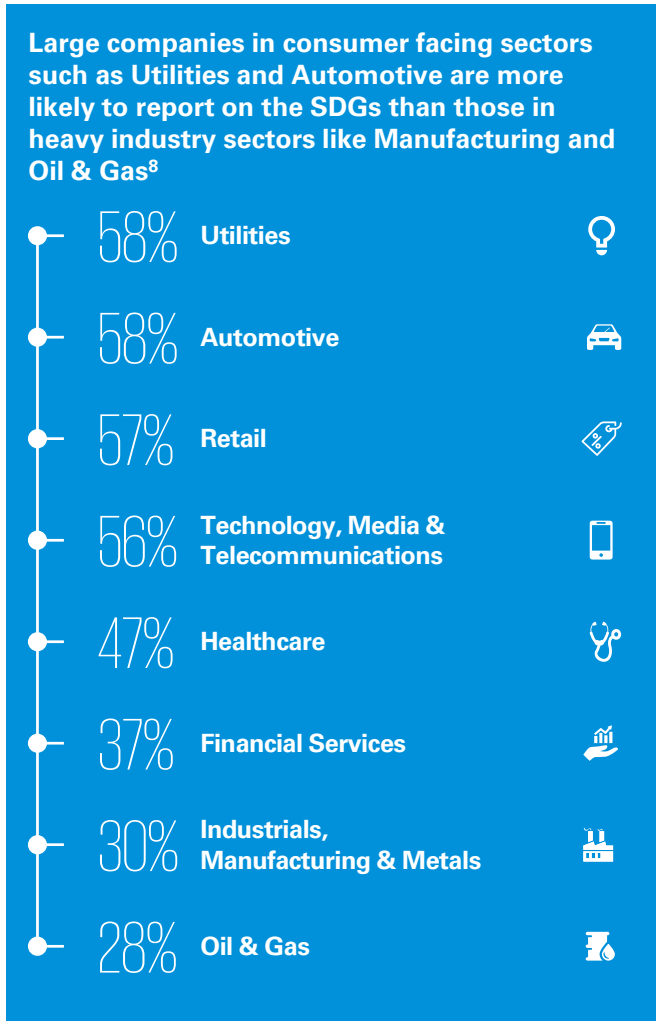 Large companies in consumer facing sectors
such as Utilities and Automotive are more
likely to report on the SDGs than those in
heavy industry sectors like Manufacturing and
Oil & Gas⁸
58% Utilities
58% Automotive
57% Retail
56% Technology, Media &
Telecommunications
47% Healthcare
37% Financial Services
30% Industrials,
Manufacturing & Metals
28% Oil & Gas